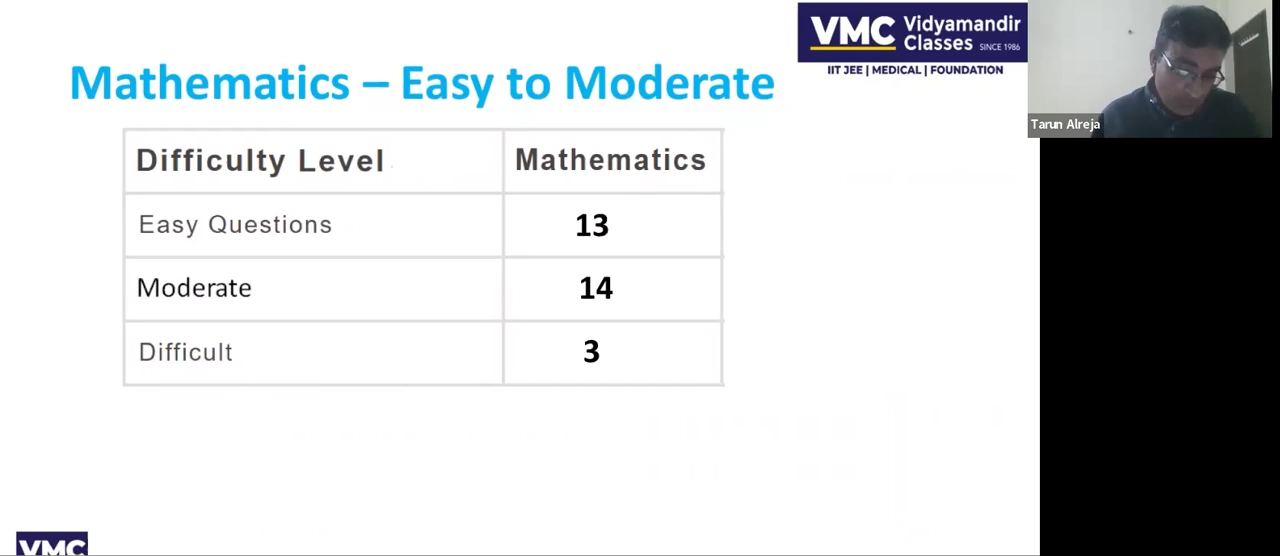 VMC Vidyamandir
Classes SINCE 1986
IIT JEE | MEDICAL | FOUNDATION
Tarun Alreja
Mathematics – Easy to Moderate
Difficulty Level Mathematics
Easy Questions 13
Moderate 14
Difficult 3
VMC